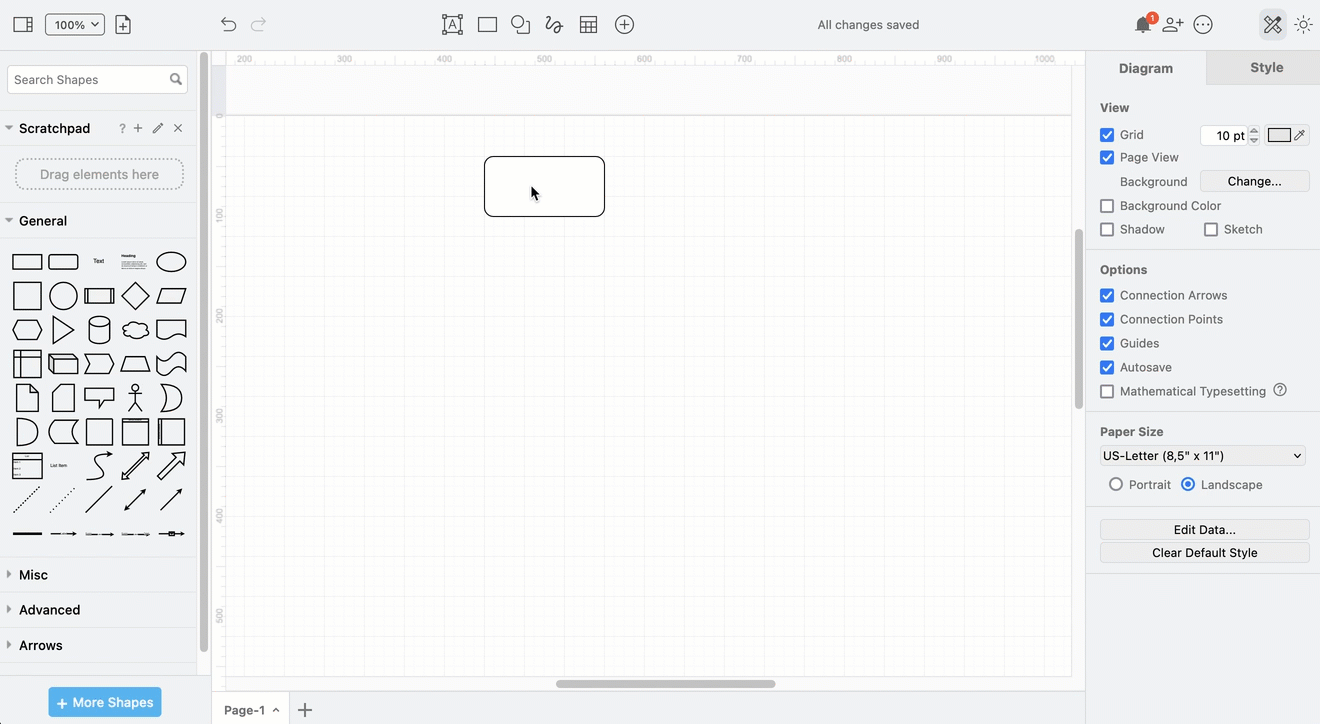 100%
A
All changes saved
1
200 300 400 500 600 700 800 900 1000
Search Shapes
Scratchpad
?
Drag elements here
General
Text
Heading
List Item
Misc
Advanced
Arrows
+ More Shapes
0
100
200
300
400
500
Page-1
Diagram
Style
View
Grid
10 pt
Page View
Background
Change...
Background Color
Shadow
Sketch
Options
Connection Arrows
Connection Points
Guides
Autosave
Mathematical Typesetting ?
Paper Size
US-Letter (8,5" x 11")
Portrait
Landscape
Edit Data...
Clear Default Style